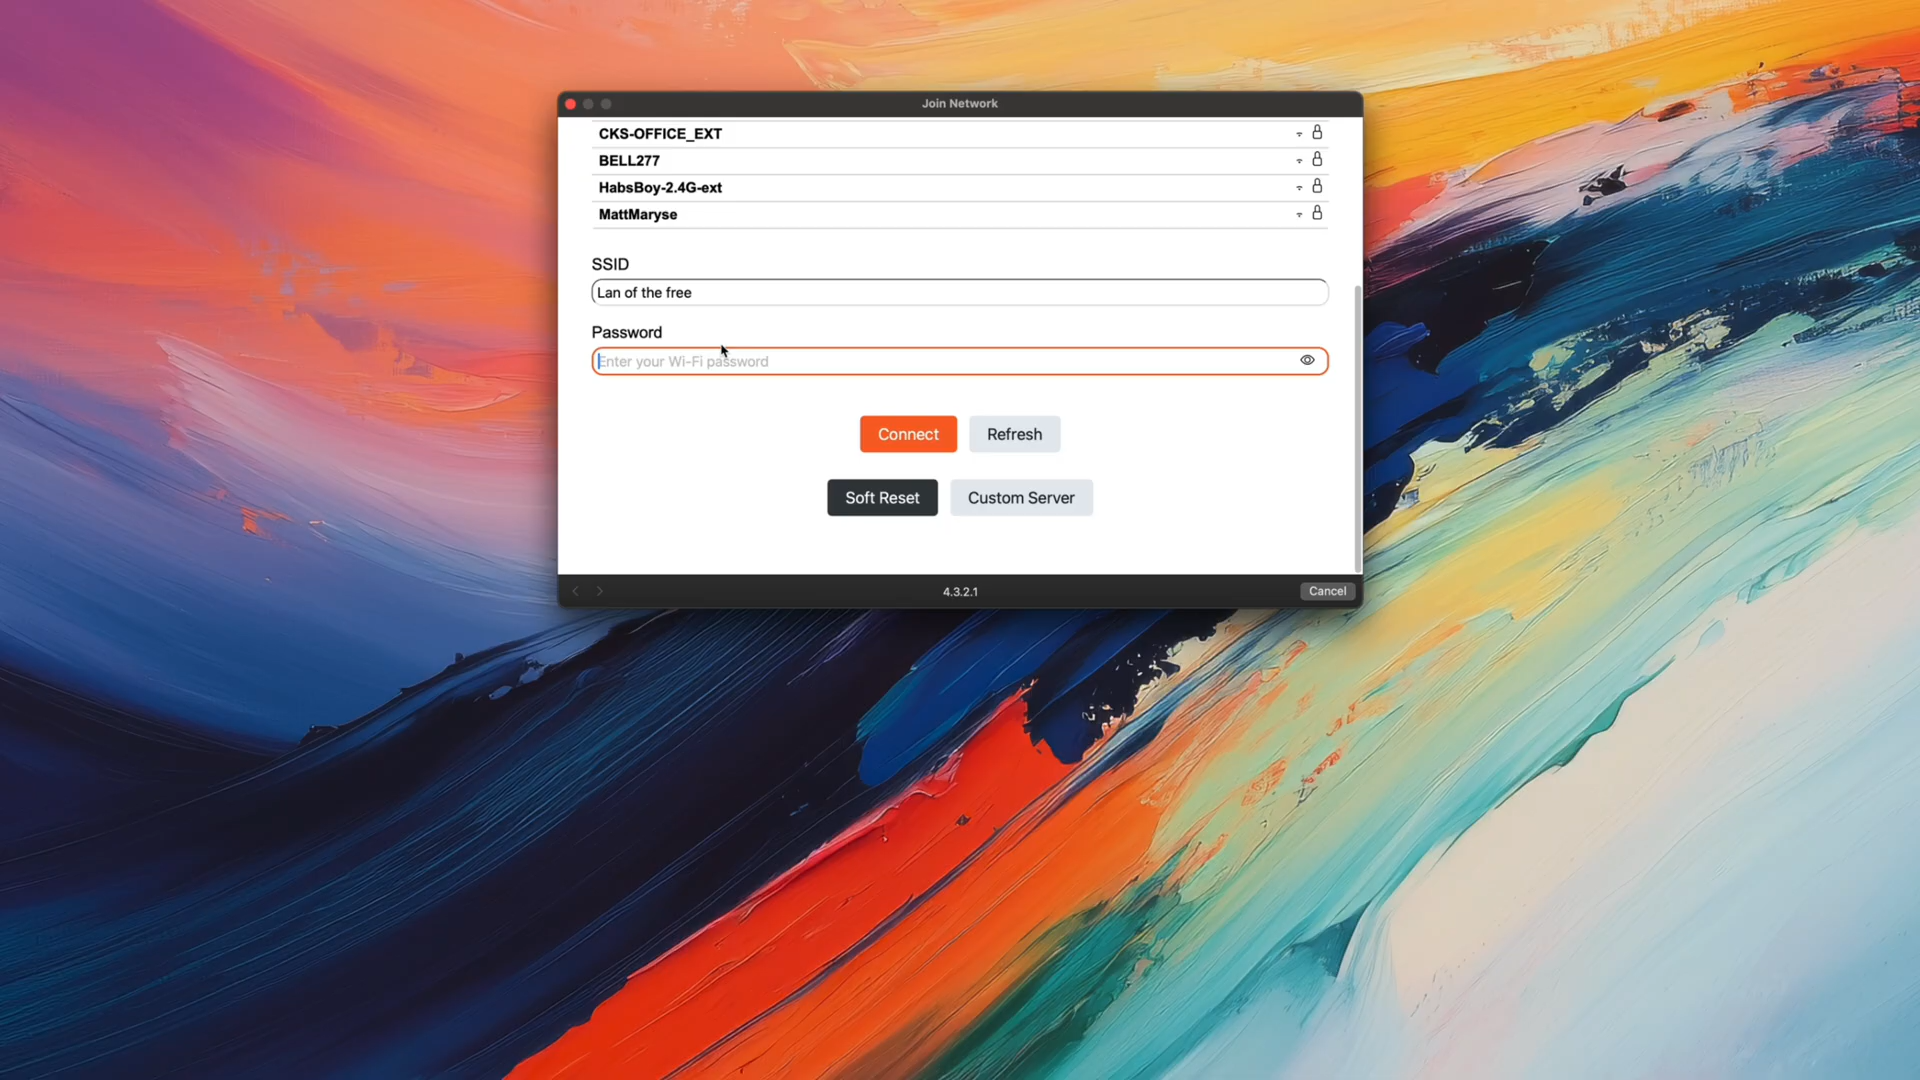 Join Network
CKS-OFFICE_EXT
BELL277
HabsBoy-2.4G-ext
MattMaryse
SSID
Lan of the free
Password
Enter your Wi-Fi password
Connect
Refresh
Soft Reset
Custom Server
4.3.2.1
Cancel